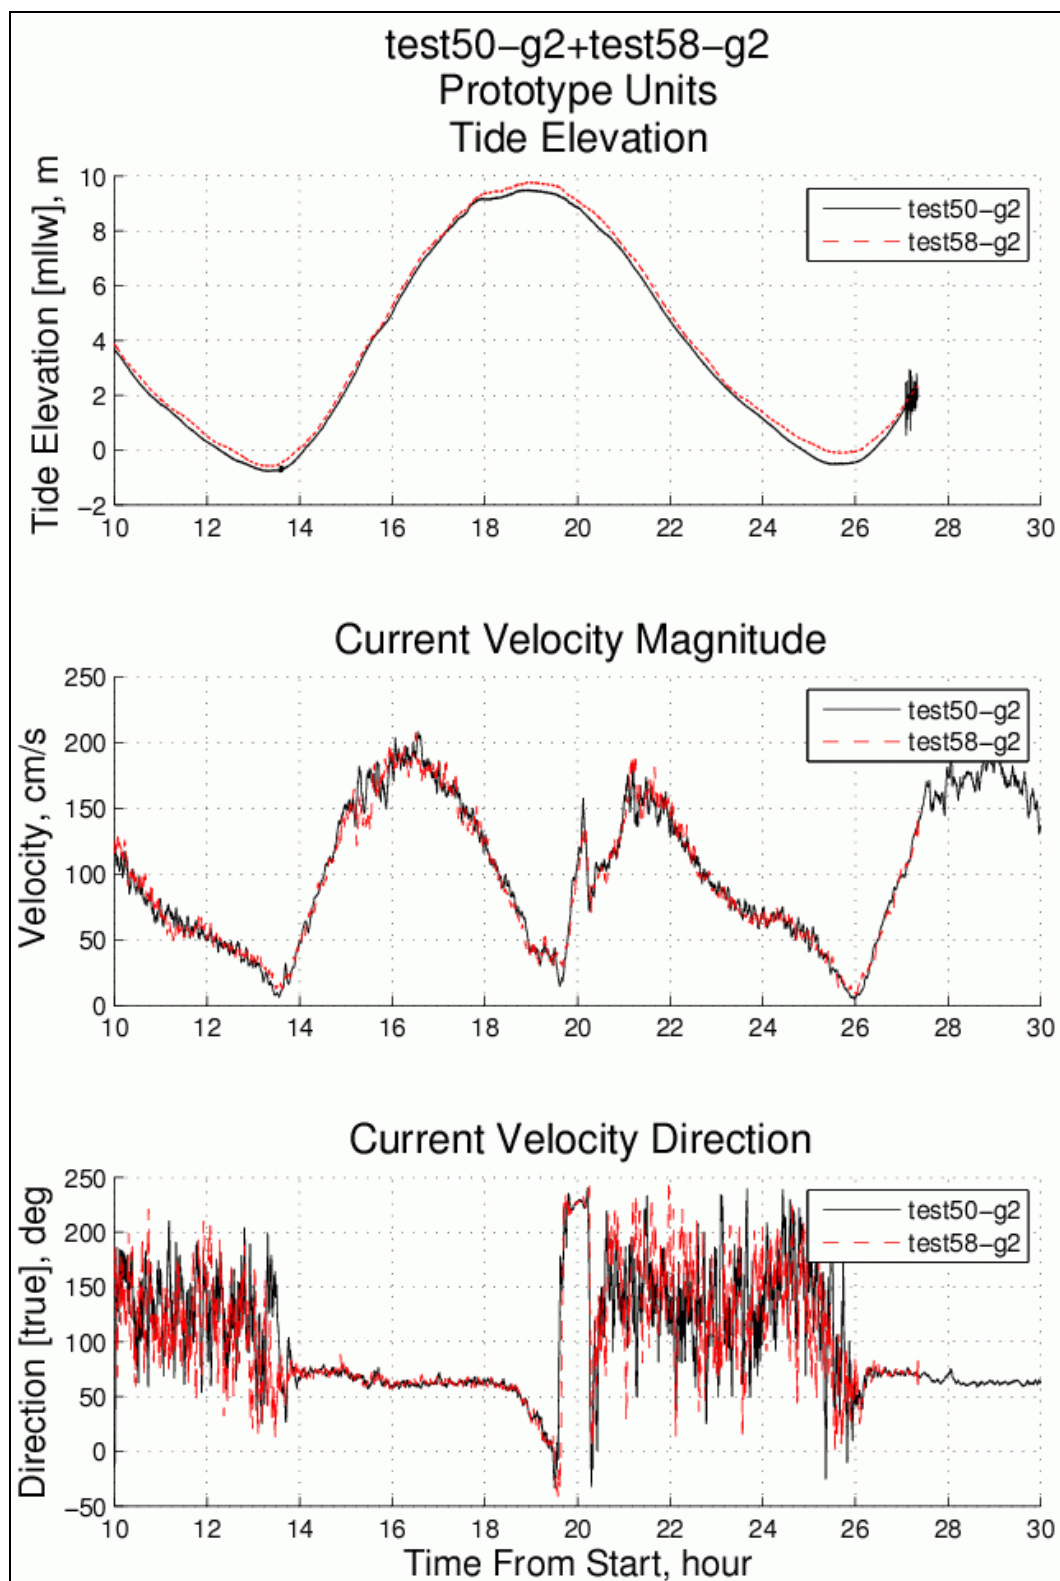 test50−g2+test58−g2
Prototype Units
Tide Elevation
Tide Elevation [mllw], m
10
8
6
4
2
0
−2
test50−g2
test58−g2
10 12 14 16 18 20 22 24 26 28 30
Current Velocity Magnitude
Velocity, cm/s
250
200
150
100
50
0
test50−g2
test58−g2
10 12 14 16 18 20 22 24 26 28 30
Current Velocity Direction
Direction [true], deg
250
200
150
100
50
0
−50
test50−g2
test58−g2
10 12 14 16 18 20 22 24 26 28 30
Time From Start, hour